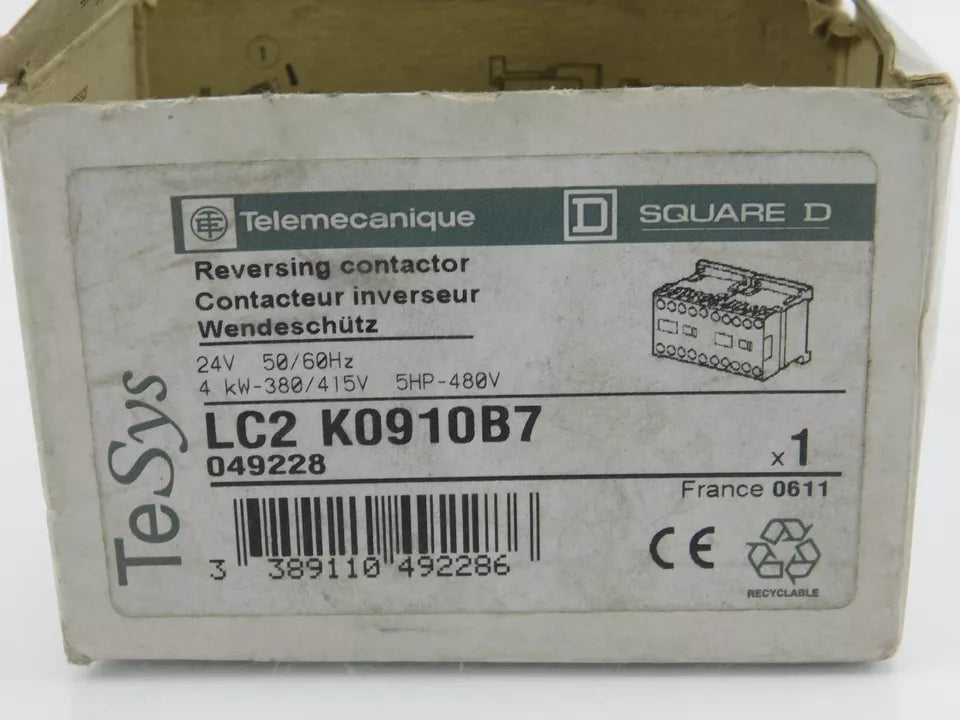 1
Telemecanique D SQUARE D
Reversing contactor
Contacteur inverseur
Wendeschütz
24V 50/60Hz
4 kW-380/415V 5HP-480V
LC2 K0910B7
049228
x1
France 0611
3 389110 492286
CE
RECYCLABLE
TeSys